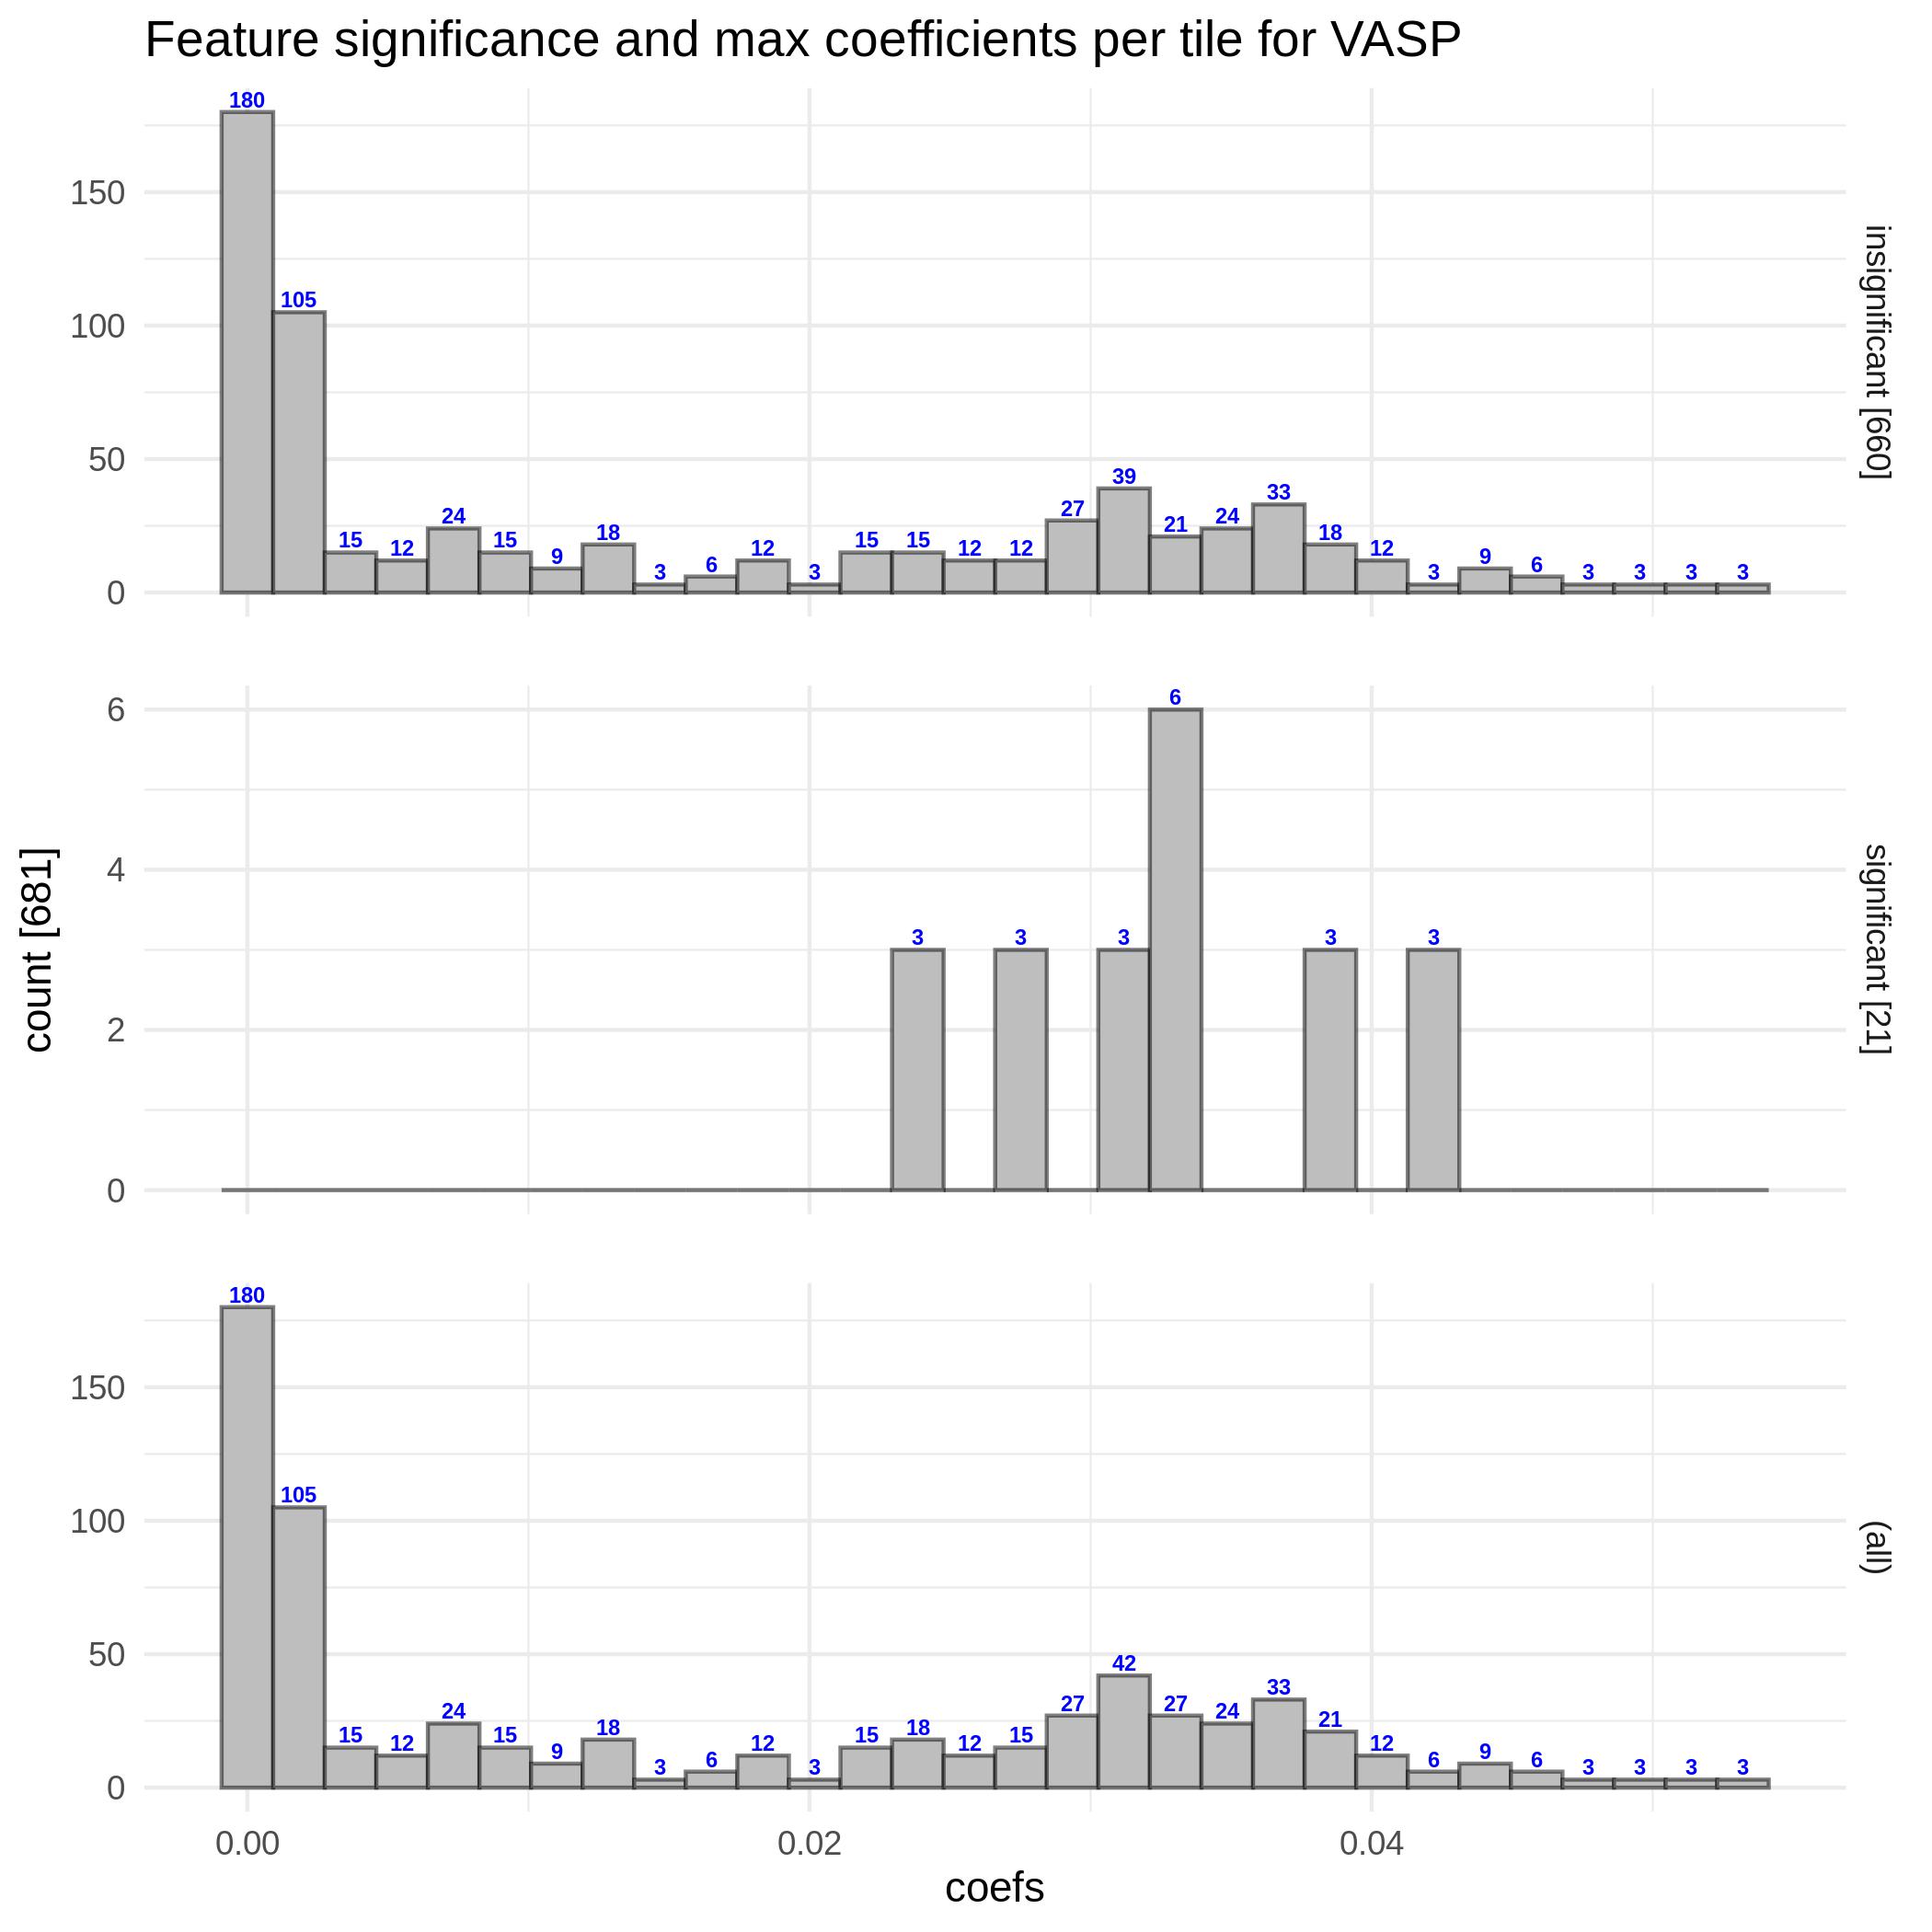 Feature significance and max coefficients per tile for VASP
180
105
15 12 24 15 9 18 3 6 12 3 15 15 12 12 27 39 21 24 33 18 12 3 9 6 3 3 3 3
150
100
50
0
insignificant [660]
6
3 3 3 6 3 3
6
4
2
0
significant [21]
count [681]
180
105
15 12 24 15 9 18 3 6 12 3 15 18 12 15 27 42 27 24 33 21 12 6 9 6 3 3 3 3
150
100
50
0
(all)
0.00 0.02 0.04
coefs